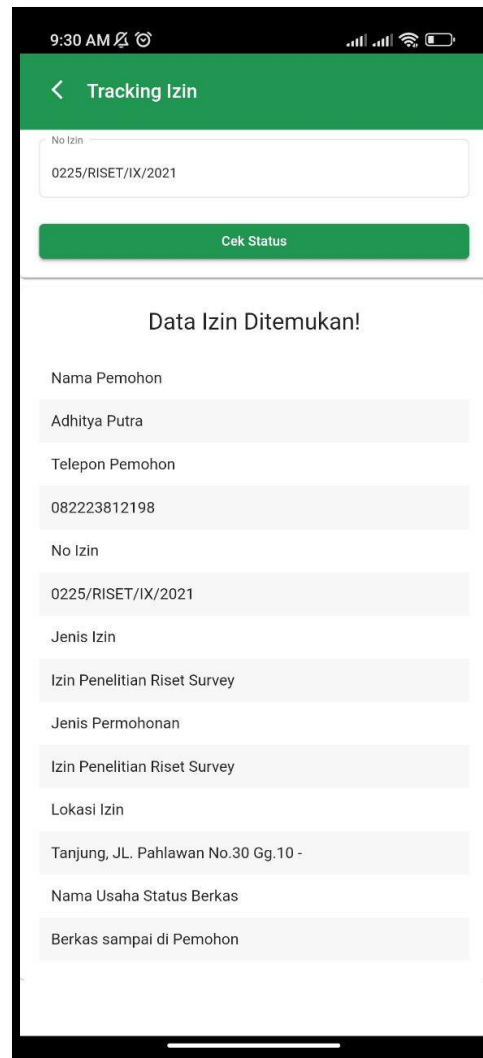 9:30 AM
Tracking Izin
No Izin
0225/RISET/IX/2021
Cek Status
Data Izin Ditemukan!
Nama Pemohon
Adhitya Putra
Telepon Pemohon
082223812198
No Izin
0225/RISET/IX/2021
Jenis Izin
Izin Penelitian Riset Survey
Jenis Permohonan
Izin Penelitian Riset Survey
Lokasi Izin
Tanjung, JL. Pahlawan No.30 Gg.10 -
Nama Usaha Status Berkas
Berkas sampai di Pemohon